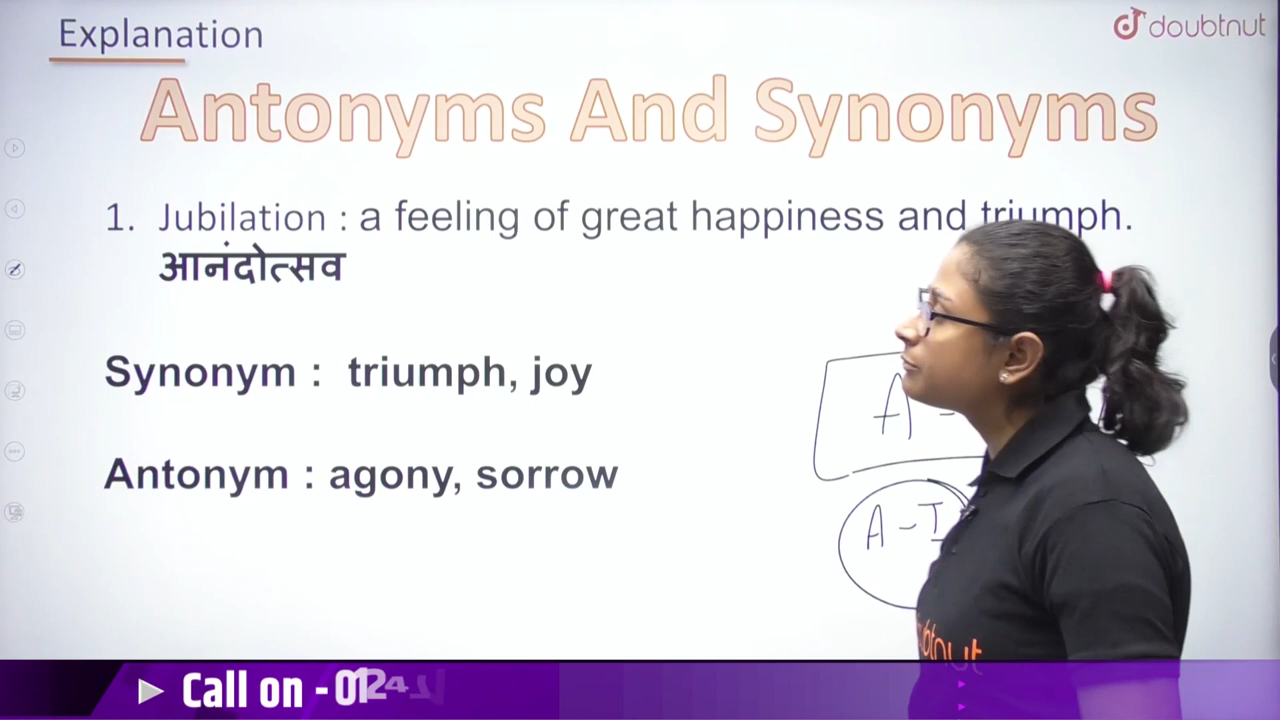 Explanation
doubtnut
Antonyms And Synonyms
1. Jubilation : a feeling of great happiness and triumph.
आनंदोत्सव
Synonym : triumph, joy
Antonym : agony, sorrow
A -
A - I
Call on - 0124